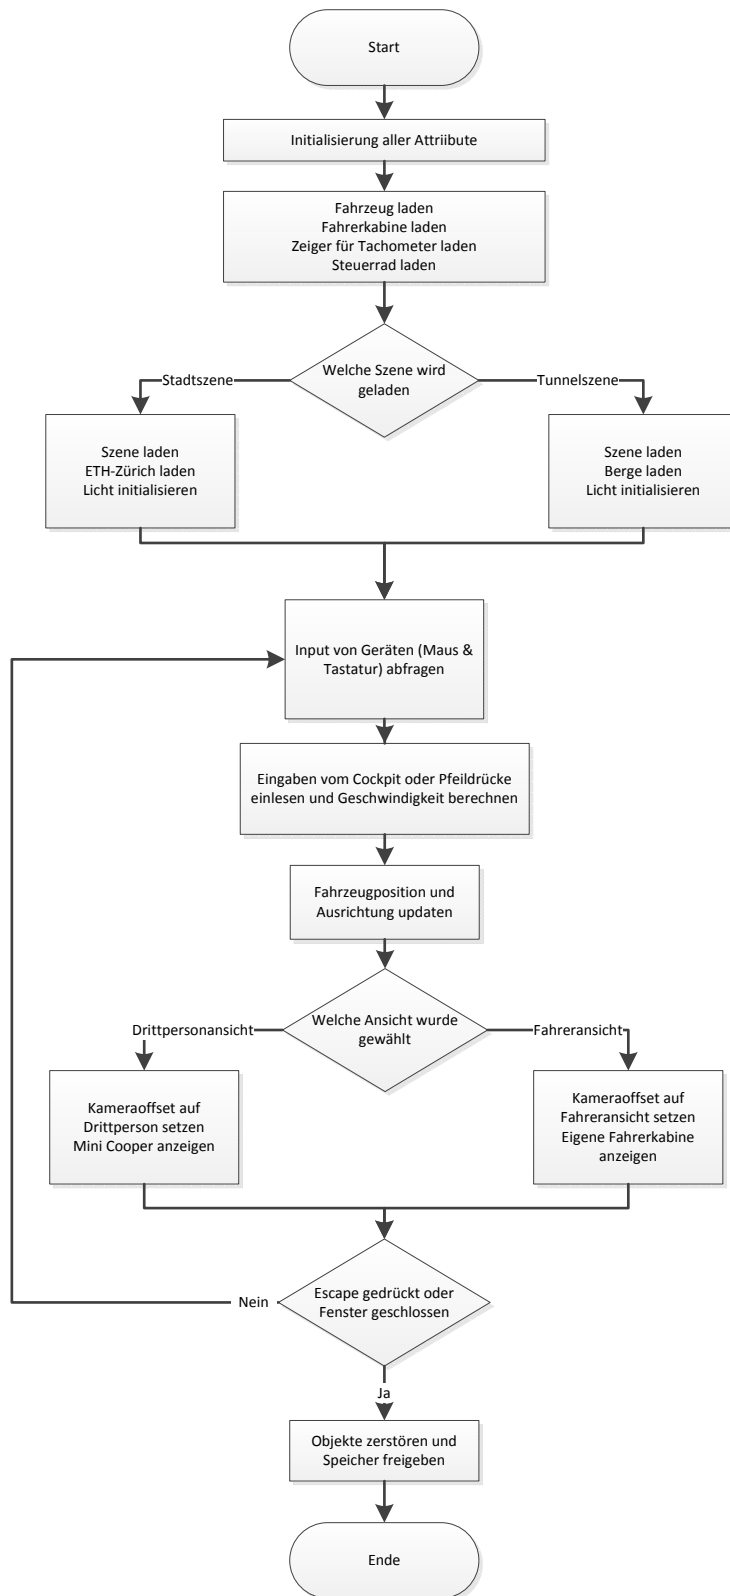 Start
Initialisierung aller Attriibute
Fahrzeug laden
Fahrerkabine laden
Zeiger für Tachometer laden
Steuerrad laden
Welche Szene wird
geladen
Stadtszene
Tunnelszene
Szene laden
ETH-Zürich laden
Licht initialisieren
Szene laden
Berge laden
Licht initialisieren
Input von Geräten (Maus &
Tastatur) abfragen
Eingaben vom Cockpit oder Pfeildrücke
einlesen und Geschwindigkeit berechnen
Fahrzeugposition und
Ausrichtung updaten
Welche Ansicht wurde
gewählt
Drittpersonansicht
Fahreransicht
Kameraoffset auf
Drittperson setzen
Mini Cooper anzeigen
Kameraoffset auf
Fahreransicht setzen
Eigene Fahrerkabine
anzeigen
Escape gedrückt oder
Fenster geschlossen
Nein
Ja
Objekte zerstören und
Speicher freigeben
Ende